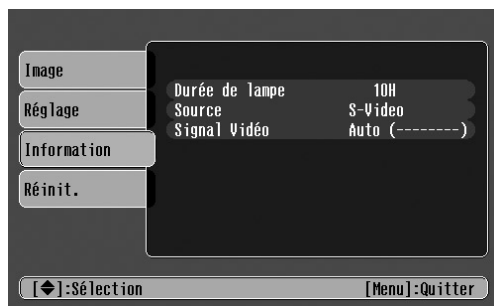 Image
Réglage
Information
Réinit.
Durée de lampe 10H
Source S-Video
Signal Vidéo Auto (--------)
[◆]:Sélection [Menu]:Quitter